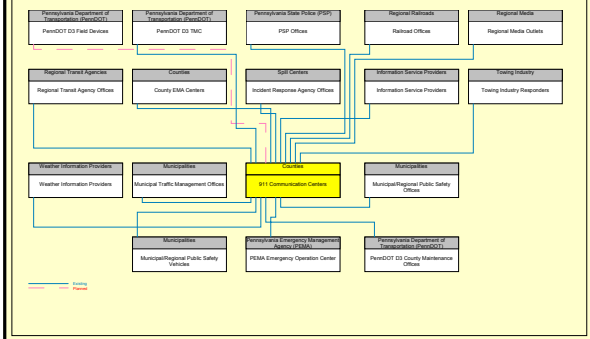 Pennsylvania Department of
Transportation (PennDOT)
PennDOT D3 Field Devices
Pennsylvania Department of
Transportation (PennDOT)
PennDOT D3 TMC
Pennsylvania State Police (PSP)
PSP Offices
Regional Railroads
Railroad Offices
Regional Media
Regional Media Outlets
Regional Transit Agencies
Regional Transit Agency Offices
Counties
County EMA Centers
Spill Centers
Incident Response Agency Offices
Information Service Providers
Information Service Providers
Towing Industry
Towing Industry Responders
Weather Information Providers
Weather Information Providers
Municipalities
Municipal Traffic Management Offices
Counties
911 Communication Centers
Municipalities
Municipal/Regional Public Safety
Offices
Municipalities
Municipal/Regional Public Safety
Vehicles
Pennsylvania Emergency Management
Agency (PEMA)
PEMA Emergency Operation Center
Pennsylvania Department of
Transportation (PennDOT)
PennDOT D3 County Maintenance
Offices
Existing
Planned